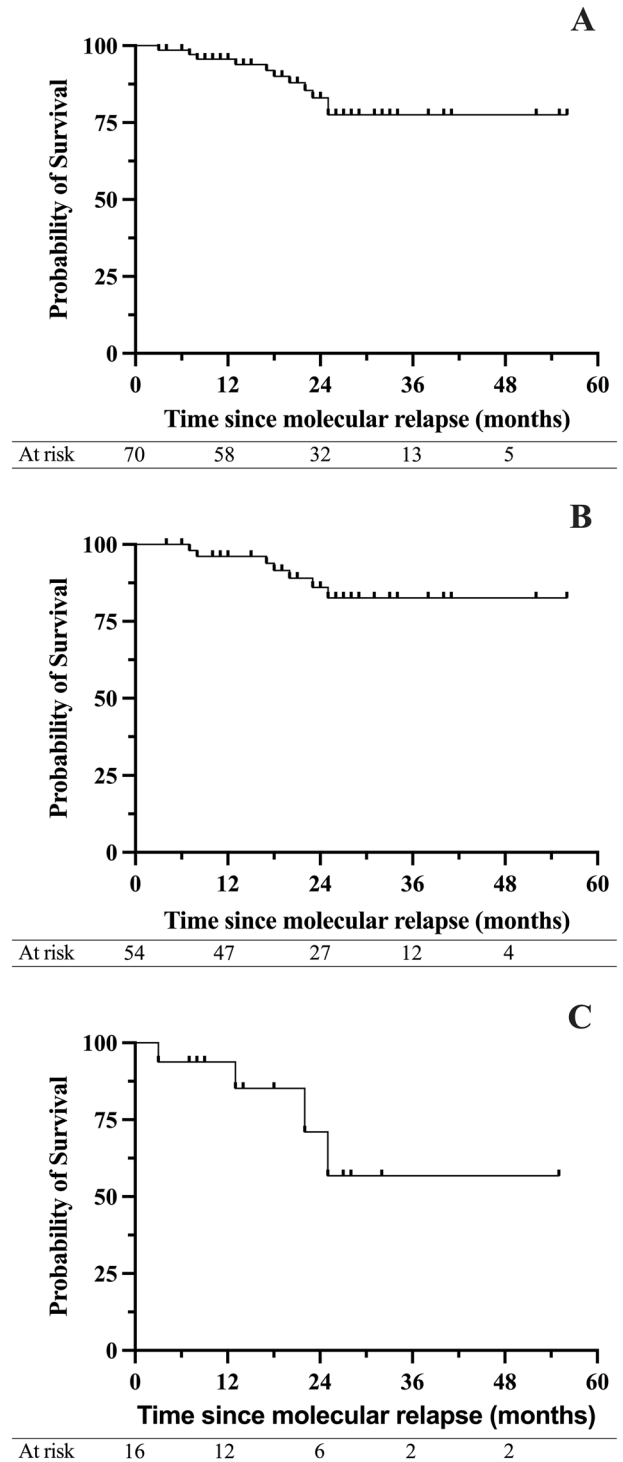 A
100
75
50
25
0
Probability of Survival
0 12 24 36 48 60
Time since molecular relapse (months)
At risk 70 58 32 13 5
B
100
75
50
25
0
Probability of Survival
0 12 24 36 48 60
Time since molecular relapse (months)
At risk 54 47 27 12 4
C
100
75
50
25
0
Probability of Survival
0 12 24 36 48 60
Time since molecular relapse (months)
At risk 16 12 6 2 2